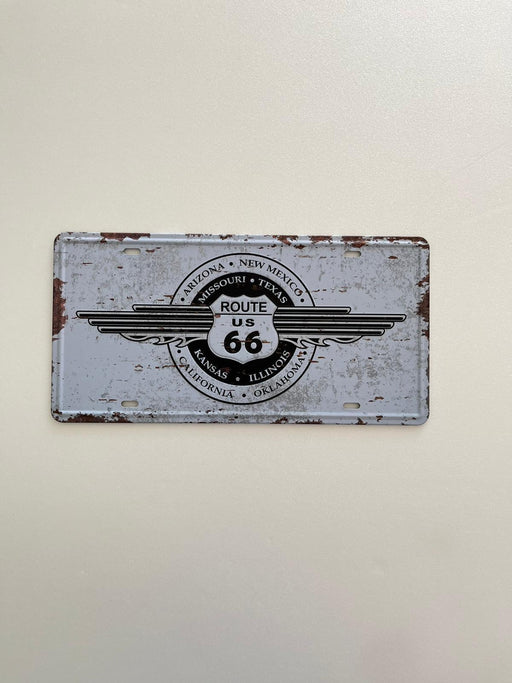 ARIZONA • NEW MEXICO •
MISSOURI • TEXAS
ROUTE
US
66
KANSAS • ILLINOIS
• CALIFORNIA • OKLAHOMA